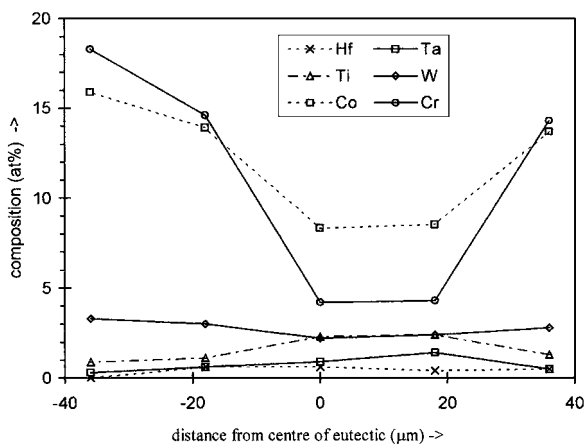 20
15
10
5
0
-40
-20
0
20
40
composition (at%) ->
distance from centre of eutectic (µm) ->
Hf
Ta
Ti
W
Co
Cr